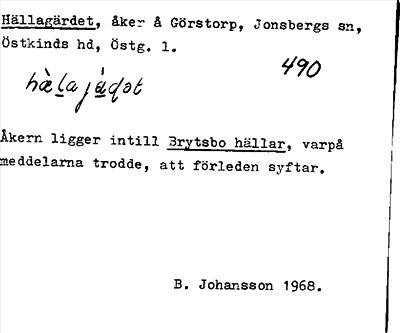 Hällagärdet, åker å Görstorp, Jonsbergs sn,
Östkinds hd, Östg. l.
490
Åkern ligger intill Brytsbo hällar, varpå
meddelarna trodde, att förleden syftar.
B. Johansson 1968.